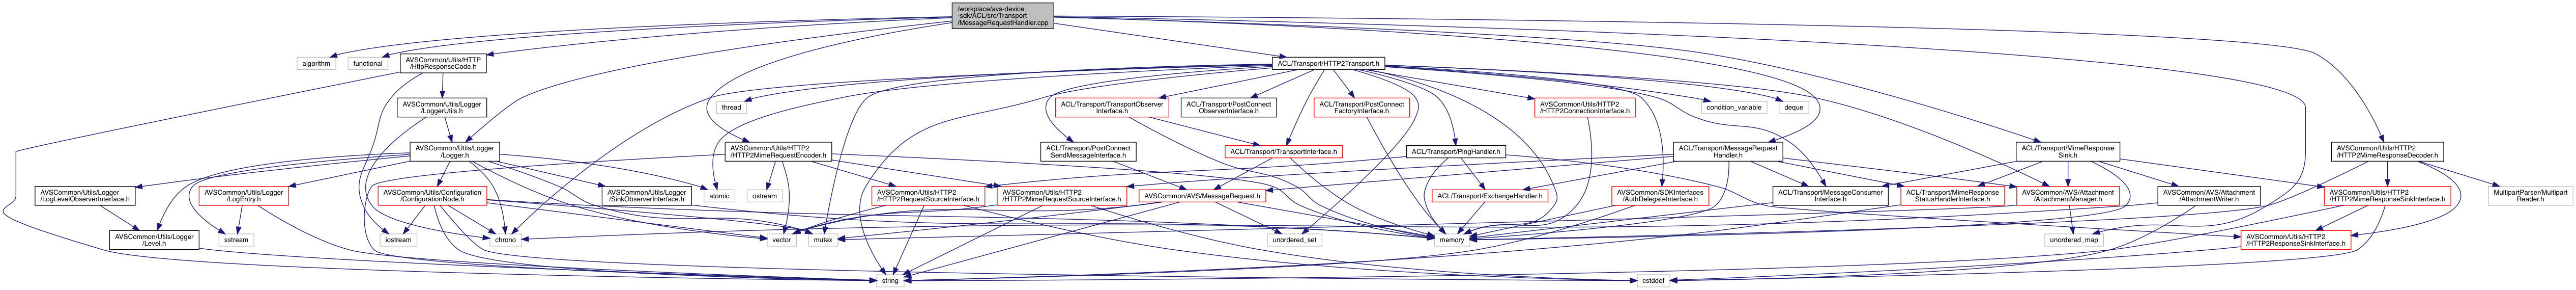 /workplace/avs-device
-sdk/ACL/src/Transport
/MessageRequestHandler.cpp
algorithm
functional
AVSCommon/Utils/HTTP
/HttpResponseCode.h
ACL/Transport/HTTP2Transport.h
AVSCommon/Utils/Logger
/LoggerUtils.h
thread
ACL/Transport/TransportObserver
Interface.h
ACL/Transport/PostConnect
ObserverInterface.h
ACL/Transport/PostConnect
FactoryInterface.h
AVSCommon/Utils/HTTP2
/HTTP2ConnectionInterface.h
condition_variable
deque
AVSCommon/Utils/Logger
/Logger.h
AVSCommon/Utils/HTTP2
/HTTP2MimeRequestEncoder.h
ACL/Transport/PostConnect
SendMessageInterface.h
ACL/Transport/TransportInterface.h
ACL/Transport/PingHandler.h
ACL/Transport/MessageRequest
Handler.h
ACL/Transport/MimeResponse
Sink.h
AVSCommon/Utils/HTTP2
/HTTP2MimeResponseDecoder.h
AVSCommon/Utils/Logger
/LogLevelObserverInterface.h
AVSCommon/Utils/Logger
/LogEntry.h
AVSCommon/Utils/Configuration
/ConfigurationNode.h
AVSCommon/Utils/Logger
/SinkObserverInterface.h
atomic
ostream
AVSCommon/Utils/HTTP2
/HTTP2RequestSourceInterface.h
AVSCommon/Utils/HTTP2
/HTTP2MimeRequestSourceInterface.h
AVSCommon/AVS/MessageRequest.h
ACL/Transport/ExchangeHandler.h
AVSCommon/SDKInterfaces
/AuthDelegateInterface.h
ACL/Transport/MessageConsumer
Interface.h
ACL/Transport/MimeResponse
StatusHandlerInterface.h
AVSCommon/AVS/Attachment
/AttachmentManager.h
AVSCommon/AVS/Attachment
/AttachmentWriter.h
AVSCommon/Utils/HTTP2
/HTTP2MimeResponseSinkInterface.h
MultipartParser/Multipart
Reader.h
AVSCommon/Utils/Logger
/Level.h
sstream
iostream
chrono
vector
mutex
unordered_set
memory
unordered_map
AVSCommon/Utils/HTTP2
/HTTP2ResponseSinkInterface.h
string
cstddef